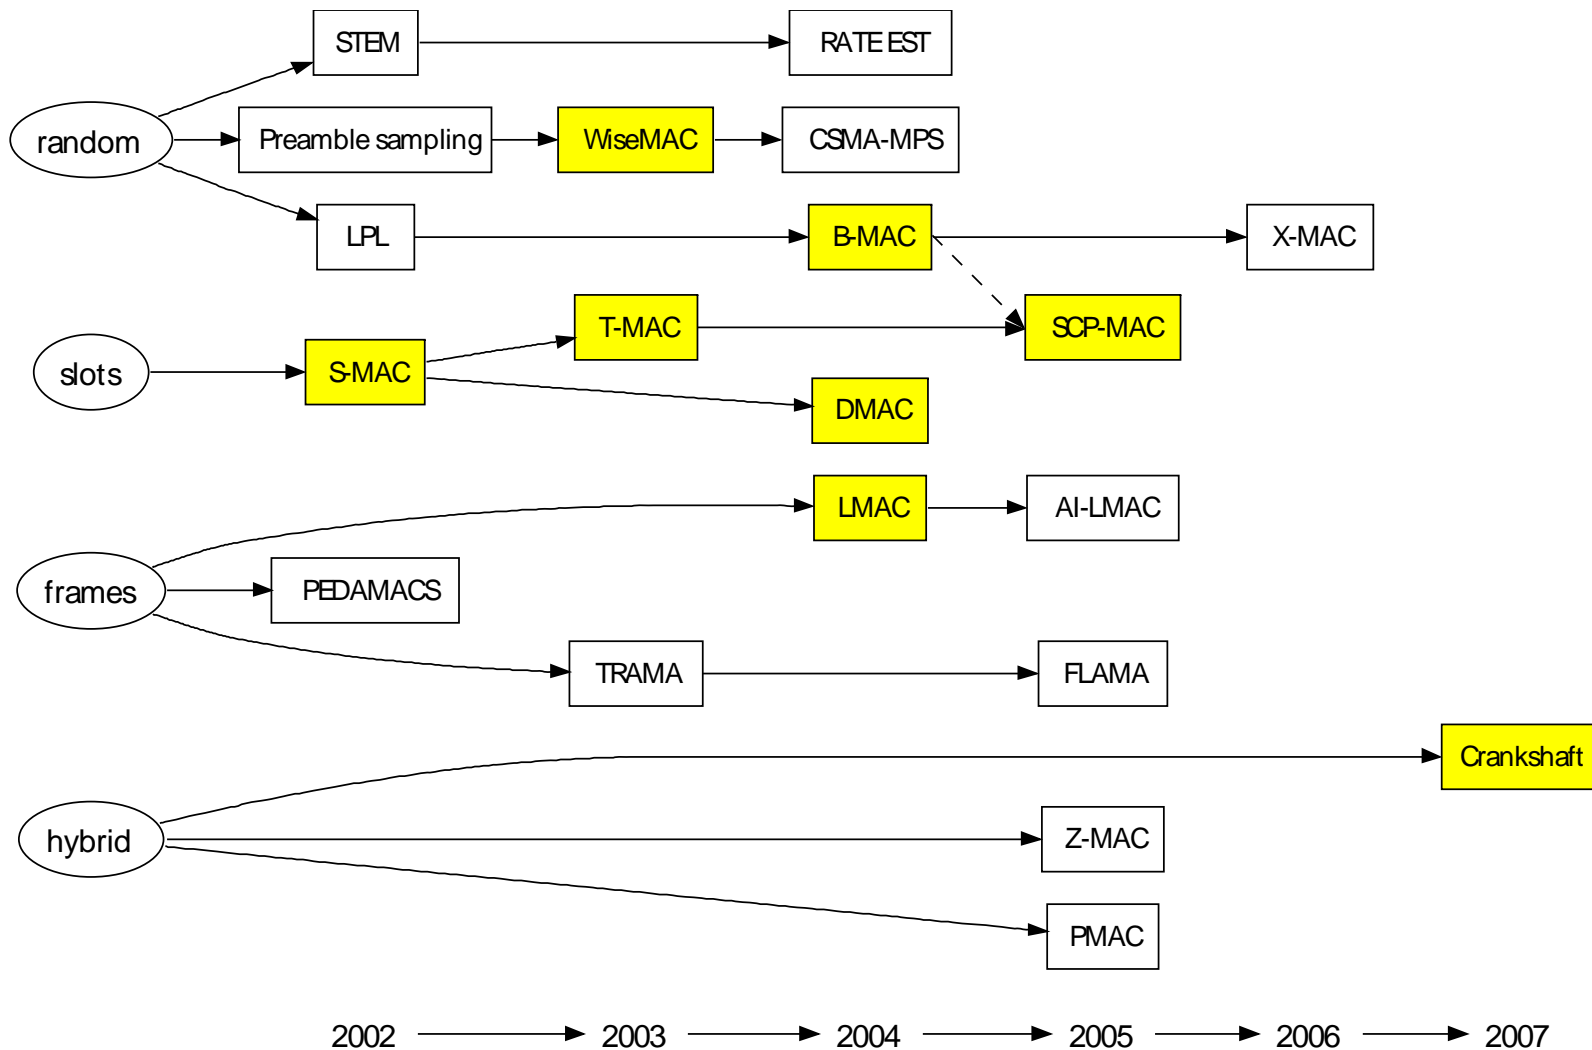 STEM
RATE EST
random
Preamble sampling
WiseMAC
CSMA-MPS
LPL
B-MAC
X-MAC
T-MAC
SCP-MAC
slots
S-MAC
DMAC
LMAC
AI-LMAC
frames
PEDAMACS
TRAMA
FLAMA
Crankshaft
hybrid
Z-MAC
PMAC
2002 2003 2004 2005 2006 2007